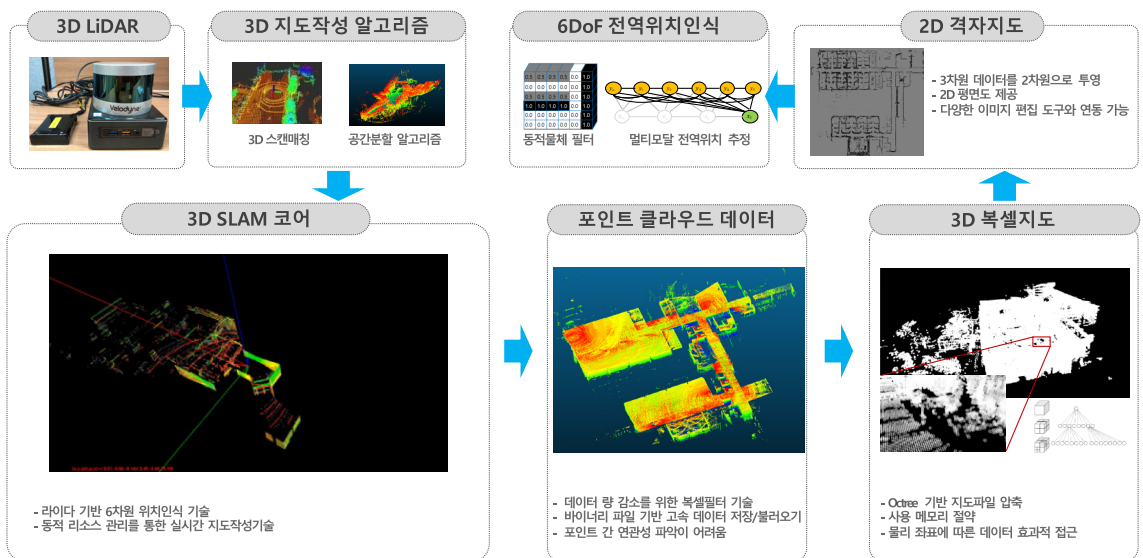 3D LiDAR
Velodyne
3D 지도작성 알고리즘
3D 스캔매칭
공간분할 알고리즘
6DoF 전역위치인식
동적물체 필터
멀티모달 전역위치 추정
2D 격자지도
- 3차원 데이터를 2차원으로 투영
- 2D 평면도 제공
- 다양한 이미지 편집 도구와 연동 가능
3D SLAM 코어
- 라이다 기반 6차원 위치인식 기술
- 동적 리소스 관리를 통한 실시간 지도작성기술
포인트 클라우드 데이터
- 데이터 량 감소를 위한 복셀필터 기술
- 바이너리 파일 기반 고속 데이터 저장/불러오기
- 포인트 간 연관성 파악이 어려움
3D 복셀지도
- Octree 기반 지도파일 압축
- 사용 메모리 절약
- 물리 좌표에 따른 데이터 효과적 접근